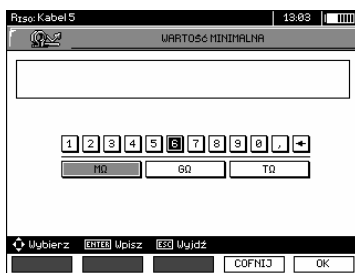 RISO: Kabel 5 13:03
WARTOŚĆ MINIMALNA
1 2 3 4 5 6 7 8 9 0 , ←
MΩ GΩ TΩ
Wybierz ENTER Wpisz ESC Wyjdź
COFNIJ OK